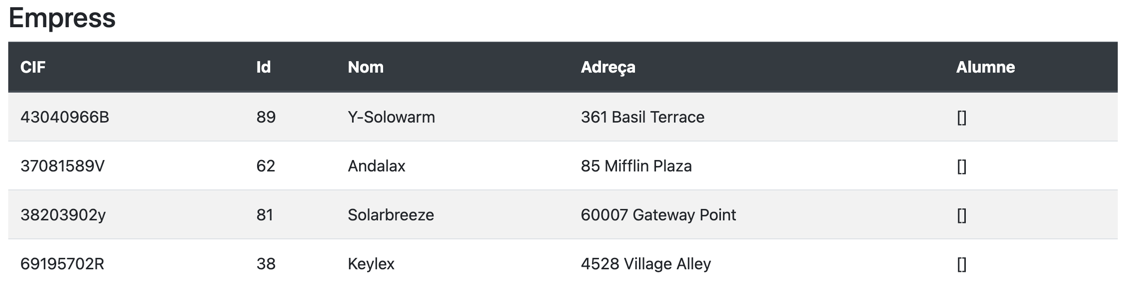 Empress
CIF Id Nom Adreça Alumne
43040966B 89 Y-Solowarm 361 Basil Terrace []
37081589V 62 Andalax 85 Mifflin Plaza []
38203902y 81 Solarbreeze 60007 Gateway Point []
69195702R 38 Keylex 4528 Village Alley []